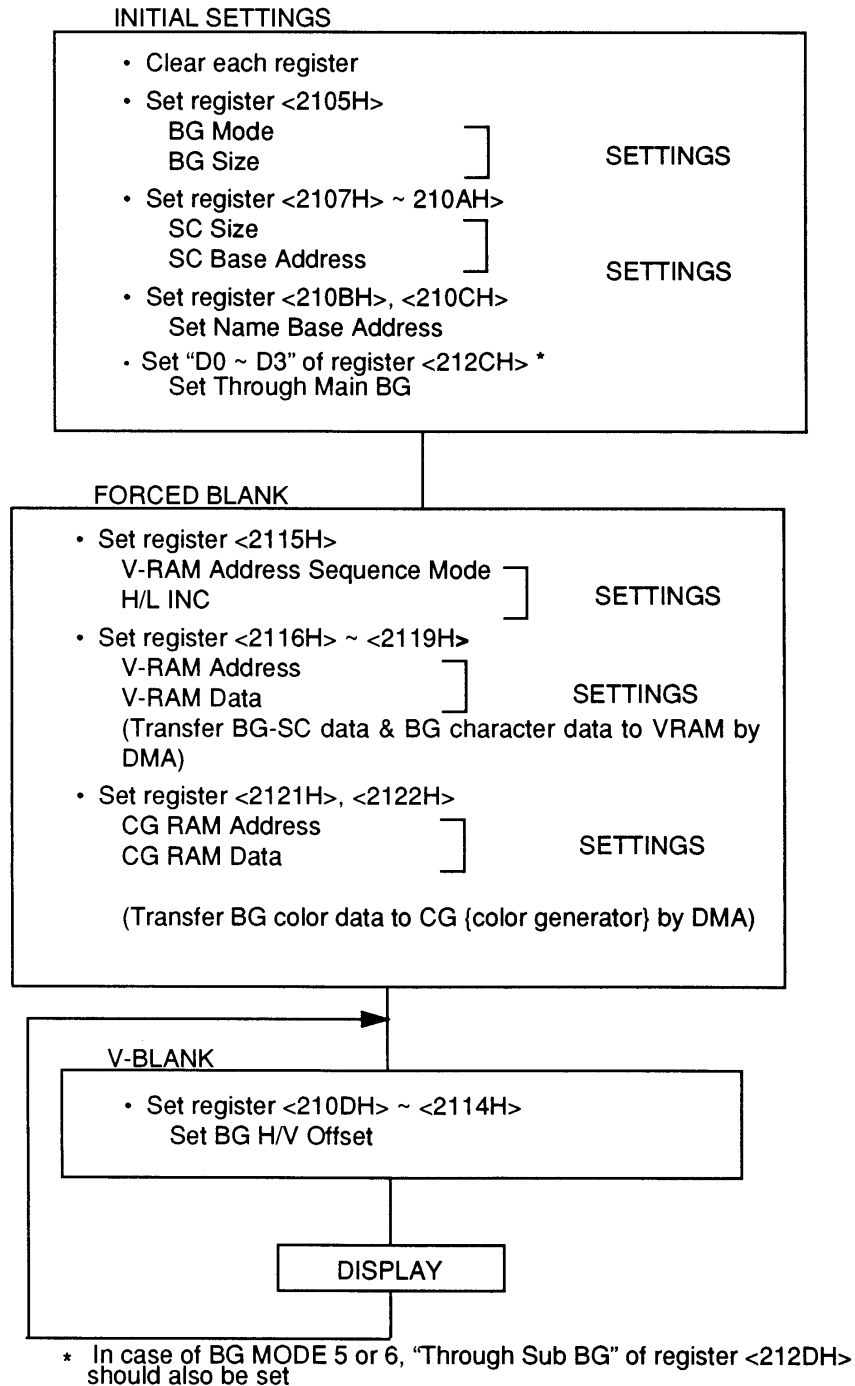 INITIAL SETTINGS
• Clear each register
• Set register <2105H>
BG Mode
BG Size
SETTINGS
• Set register <2107H> ~ 210AH>
SC Size
SC Base Address
SETTINGS
• Set register <210BH>, <210CH>
Set Name Base Address
• Set “D0 ~ D3” of register <212CH> *
Set Through Main BG
FORCED BLANK
• Set register <2115H>
V-RAM Address Sequence Mode
H/L INC
SETTINGS
• Set register <2116H> ~ <2119H>
V-RAM Address
V-RAM Data
SETTINGS
(Transfer BG-SC data & BG character data to VRAM by
DMA)
• Set register <2121H>, <2122H>
CG RAM Address
CG RAM Data
SETTINGS
(Transfer BG color data to CG {color generator} by DMA)
V-BLANK
• Set register <210DH> ~ <2114H>
Set BG H/V Offset
DISPLAY
* In case of BG MODE 5 or 6, “Through Sub BG” of register <212DH>
should also be set